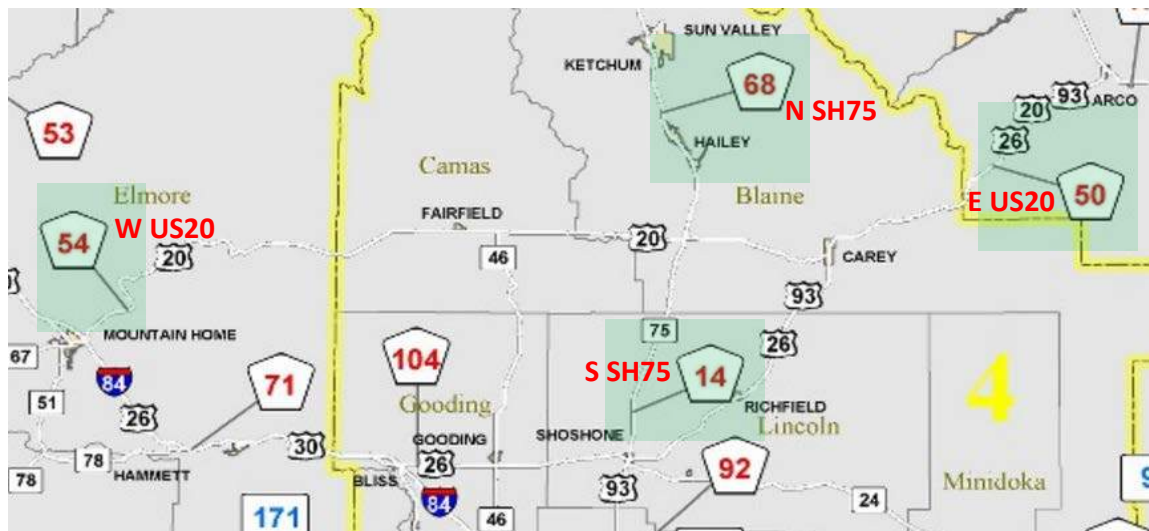 SUN VALLEY
KETCHUM
68
N SH75
HAILEY
93
ARCO
20
26
53
Camas
Elmore
Blaine
54
W US20
E US20
50
FAIRFIELD
20
20
46
CAREY
93
75
26
MOUNTAIN HOME
67
84
71
104
S SH75
14
4
51
26
Gooding
RICHFIELD
Lincoln
30
GOODING
SHOSHONE
78
HAMMETT
78
BLISS
26
84
93
92
Minidoka
24
171
46